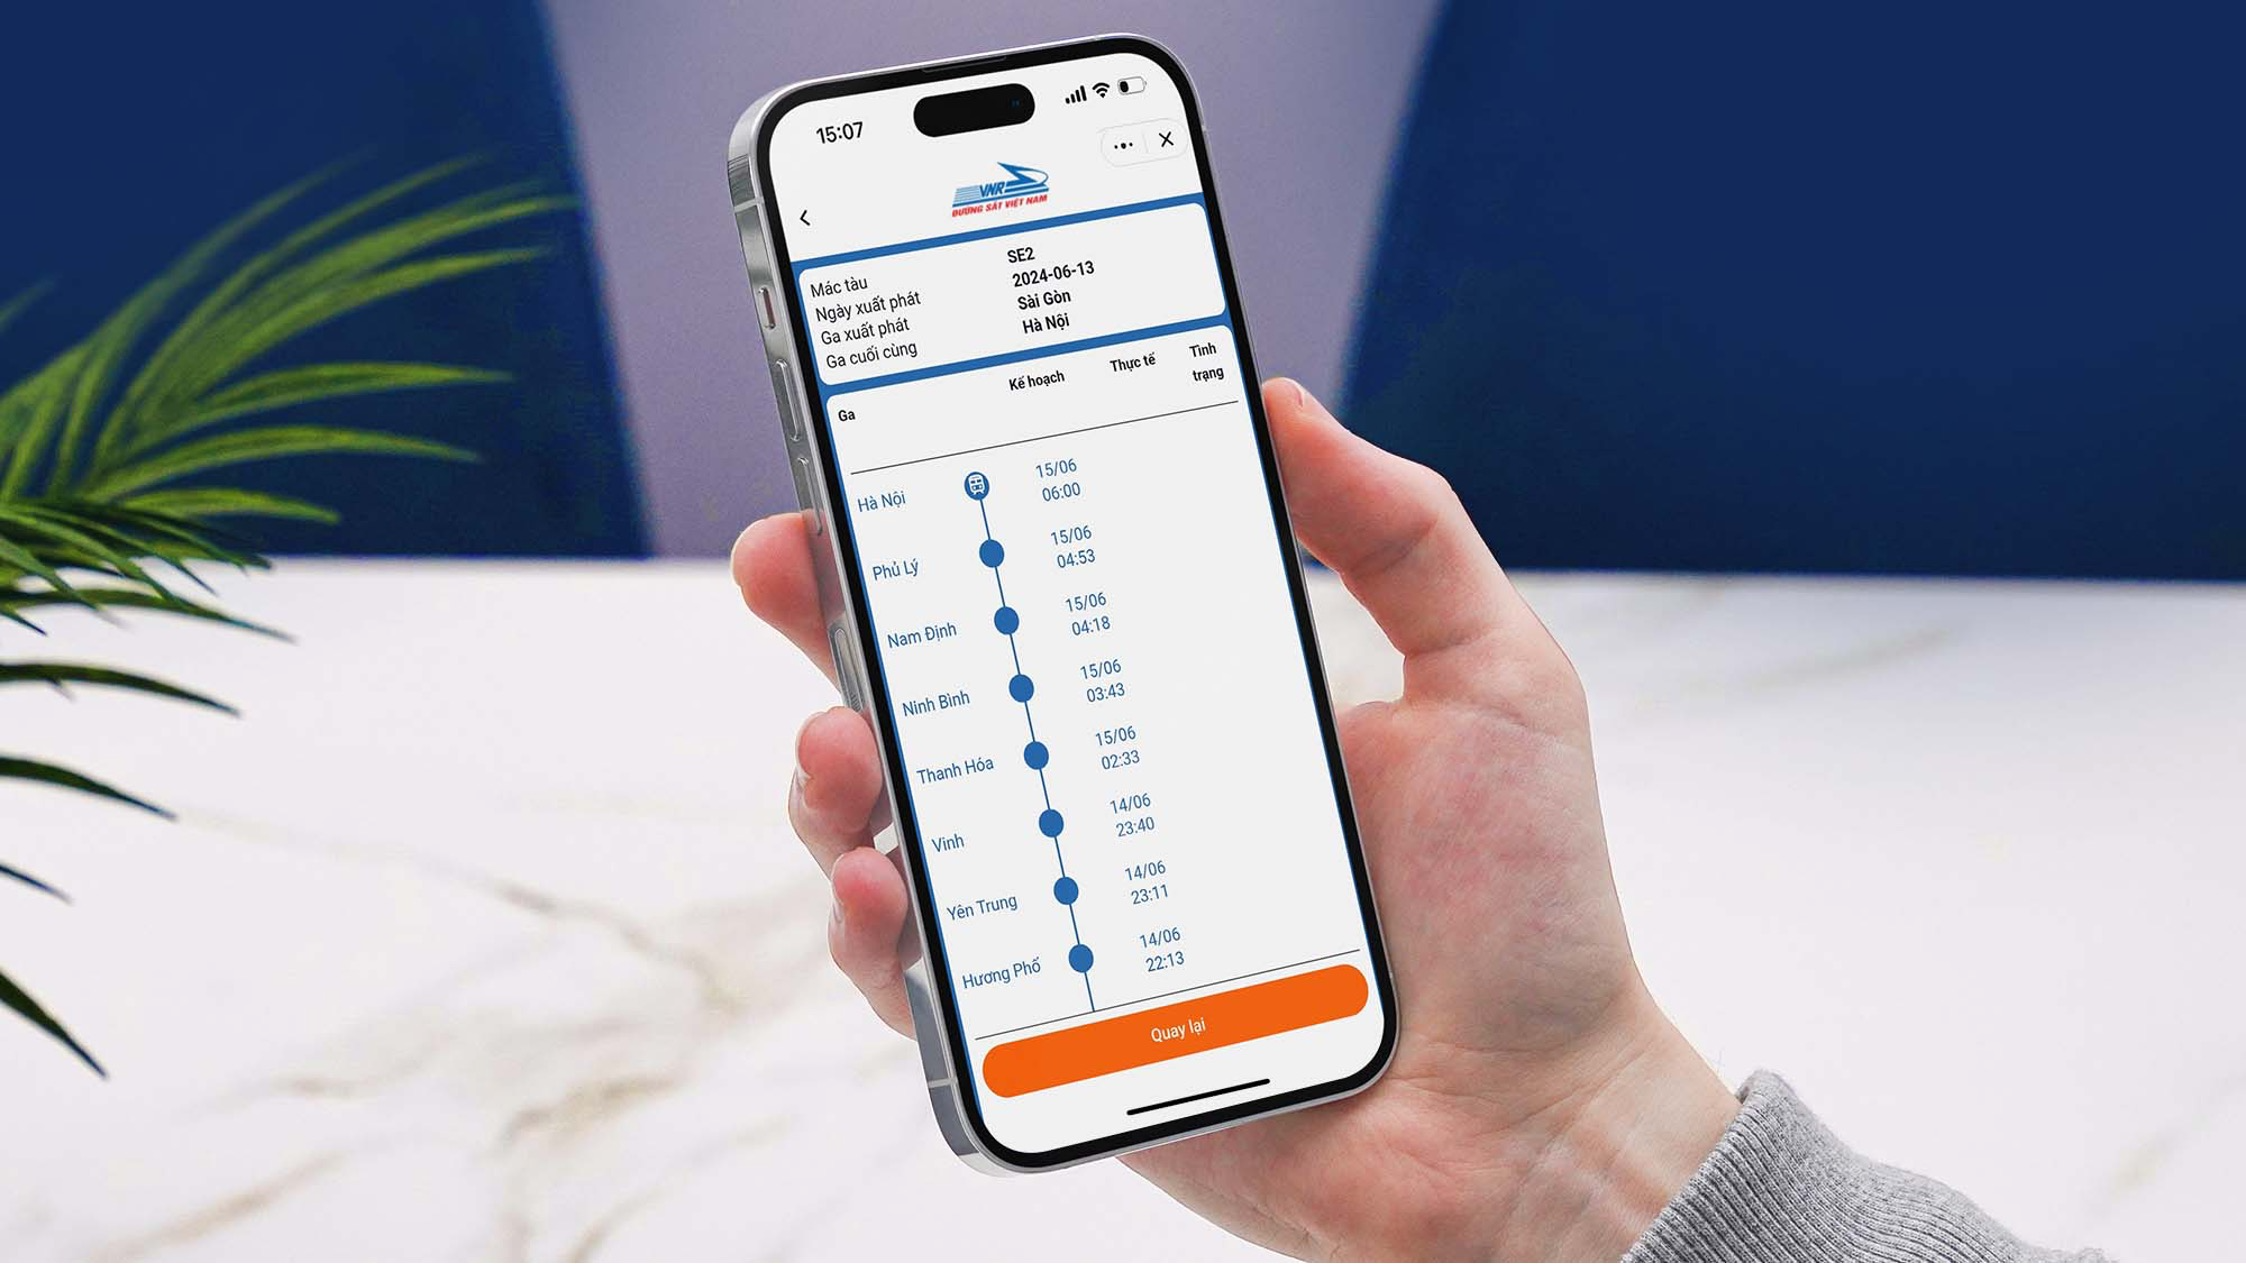 15:07
VNR
ĐƯỜNG SẮT VIỆT NAM
Mác tàu SE2
Ngày xuất phát 2024-06-13
Ga xuất phát Sài Gòn
Ga cuối cùng Hà Nội
Ga Kế hoạch Thực tế Tình trạng
Hà Nội 15/06 06:00
Phủ Lý 15/06 04:53
Nam Định 15/06 04:18
Ninh Bình 15/06 03:43
Thanh Hóa 15/06 02:33
Vinh 14/06 23:40
Yên Trung 14/06 23:11
Hương Phố 14/06 22:13
Quay lại